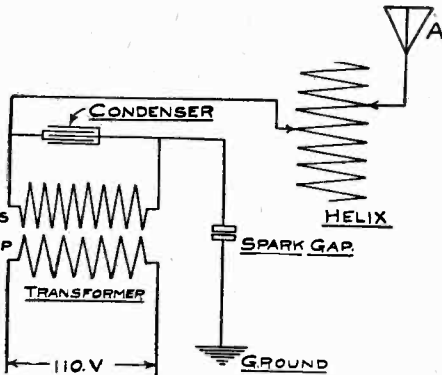 A
CONDENSER
HELIX
S
P
SPARK GAP.
TRANSFORMER
110.V
GROUND